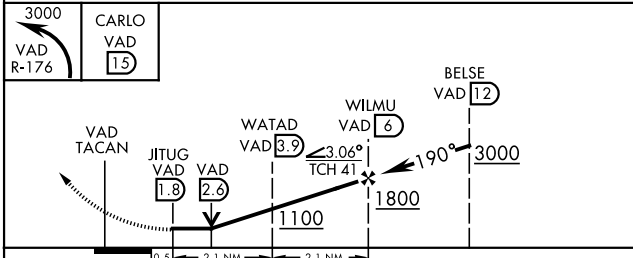 3000
VAD
R-176
CARLO
VAD
15
VAD
TACAN
JITUG
VAD
1.8
VAD
2.6
WATAD
VAD 3.9
3.06°
TCH 41
WILMU
VAD 6
BELSE
VAD 12
190°
3000
1800
1100
0.5
2.1 NM
2.1 NM